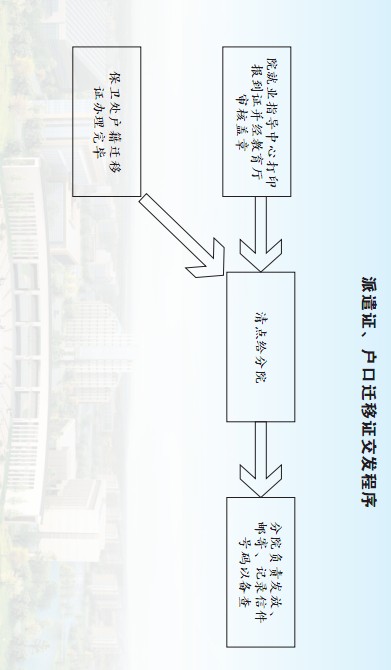 派遣证、户口迁移证交发程序
院就业指导中心打印
报到证并经教育厅
审核盖章
保卫处户籍迁移
证办理完毕
清点给分院
分院负责发放、
邮寄、记录信件
号码以备查